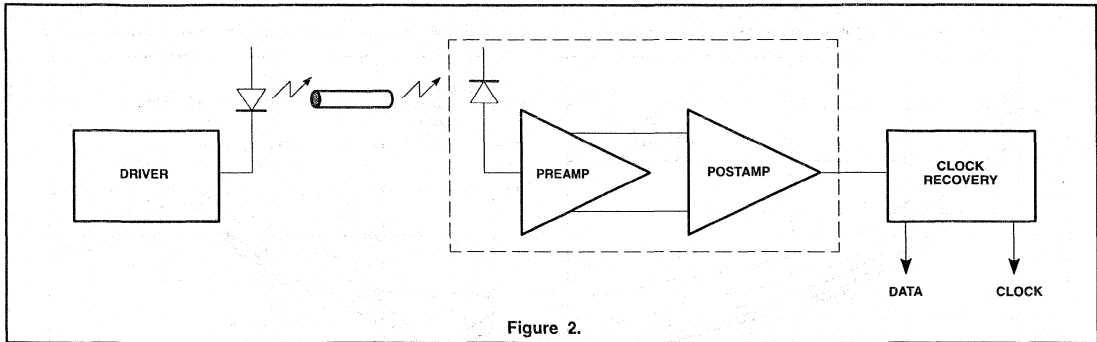 DRIVER
PREAMP
POSTAMP
CLOCK
RECOVERY
DATA
CLOCK
Figure 2.